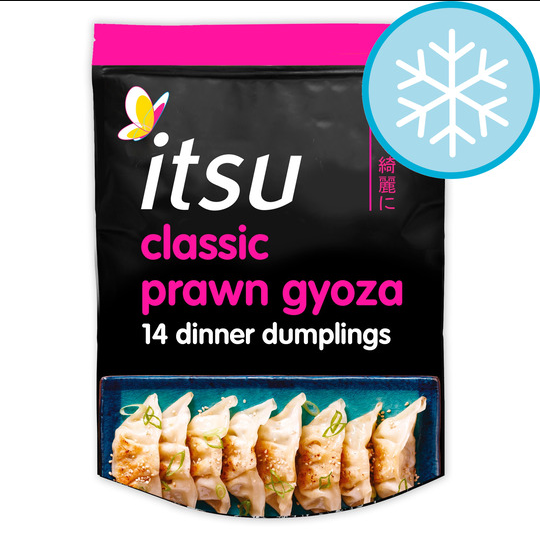 itsu
綺麗に
classic
prawn gyoza
14 dinner dumplings